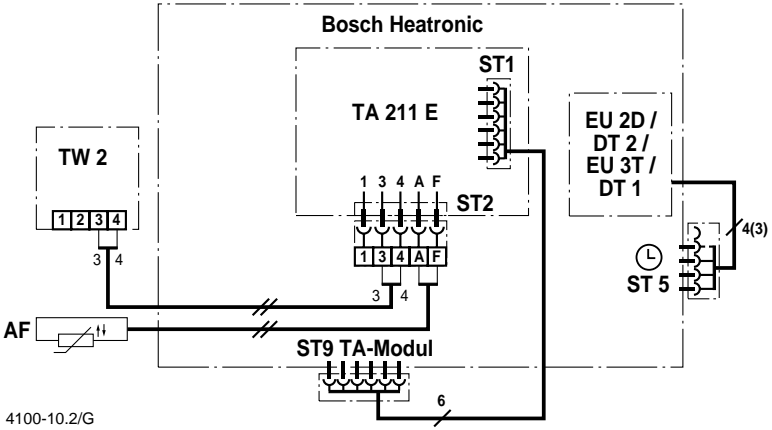 Bosch Heatronic
ST1
TA 211 E
EU 2D /
DT 2 /
EU 3T /
DT 1
TW 2
1 3 4 A F
ST2
1 2 3 4
4(3)
1 3 4 A F
3 4
ST 5
3 4
AF
ST9 TA-Modul
6
4100-10.2/G